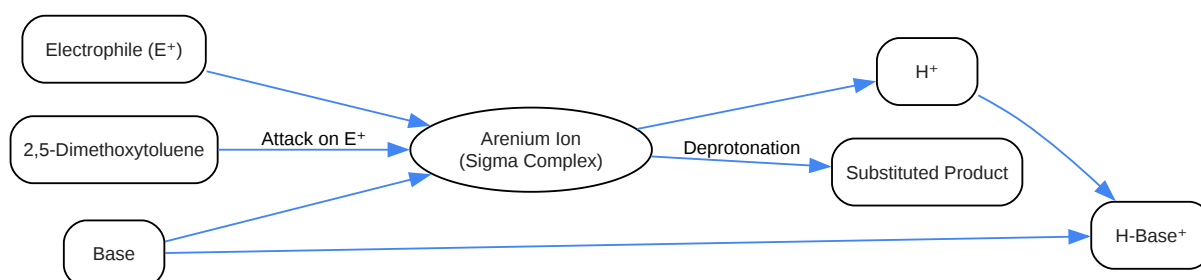 Electrophile (E⁺)
2,5-Dimethoxytoluene
Attack on E⁺
Base
Arenium Ion
(Sigma Complex)
Deprotonation
H⁺
Substituted Product
H-Base⁺